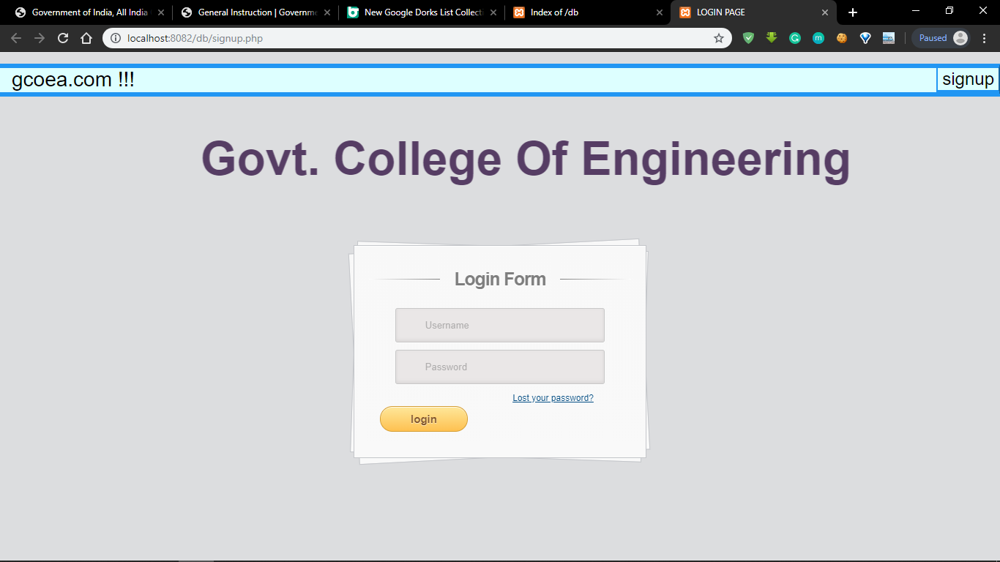 Government of India, All India
General Instruction | Governme
New Google Dorks List Collecti
Index of /db
LOGIN PAGE
localhost:8082/db/signup.php
Paused
gcoea.com !!!
signup
Govt. College Of Engineering
Login Form
Username
Password
Lost your password?
login